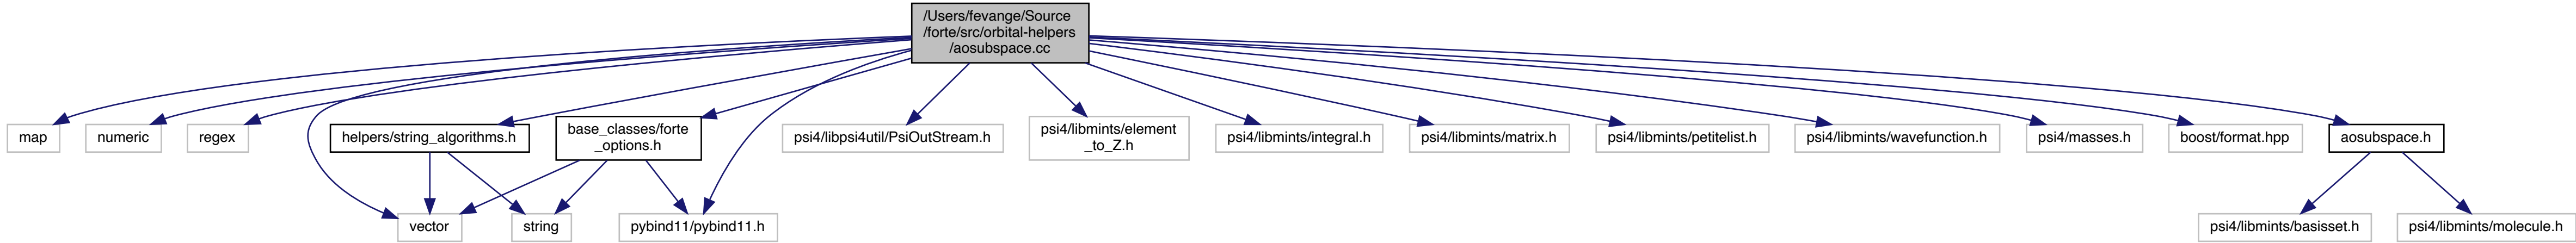 /Users/fevange/Source
/forte/src/orbital-helpers
/aosubspace.cc
map
numeric
regex
helpers/string_algorithms.h
base_classes/forte
_options.h
psi4/libpsi4util/PsiOutStream.h
psi4/libmints/element
_to_Z.h
psi4/libmints/integral.h
psi4/libmints/matrix.h
psi4/libmints/petitelist.h
psi4/libmints/wavefunction.h
psi4/masses.h
boost/format.hpp
aosubspace.h
vector
string
pybind11/pybind11.h
psi4/libmints/basisset.h
psi4/libmints/molecule.h